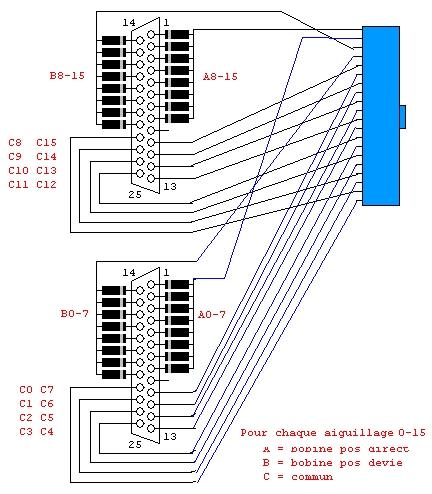 14 1
B8-15 A8-15
C8 C15
C9 C14
C10 C13
C11 C12
13
25
14 1
B0-7 A0-7
C0 C7
C1 C6
C2 C5
C3 C4
13
25
Pour chaque aiguillage 0-15
A = bobine pos direct
B = bobine pos devie
C = commun